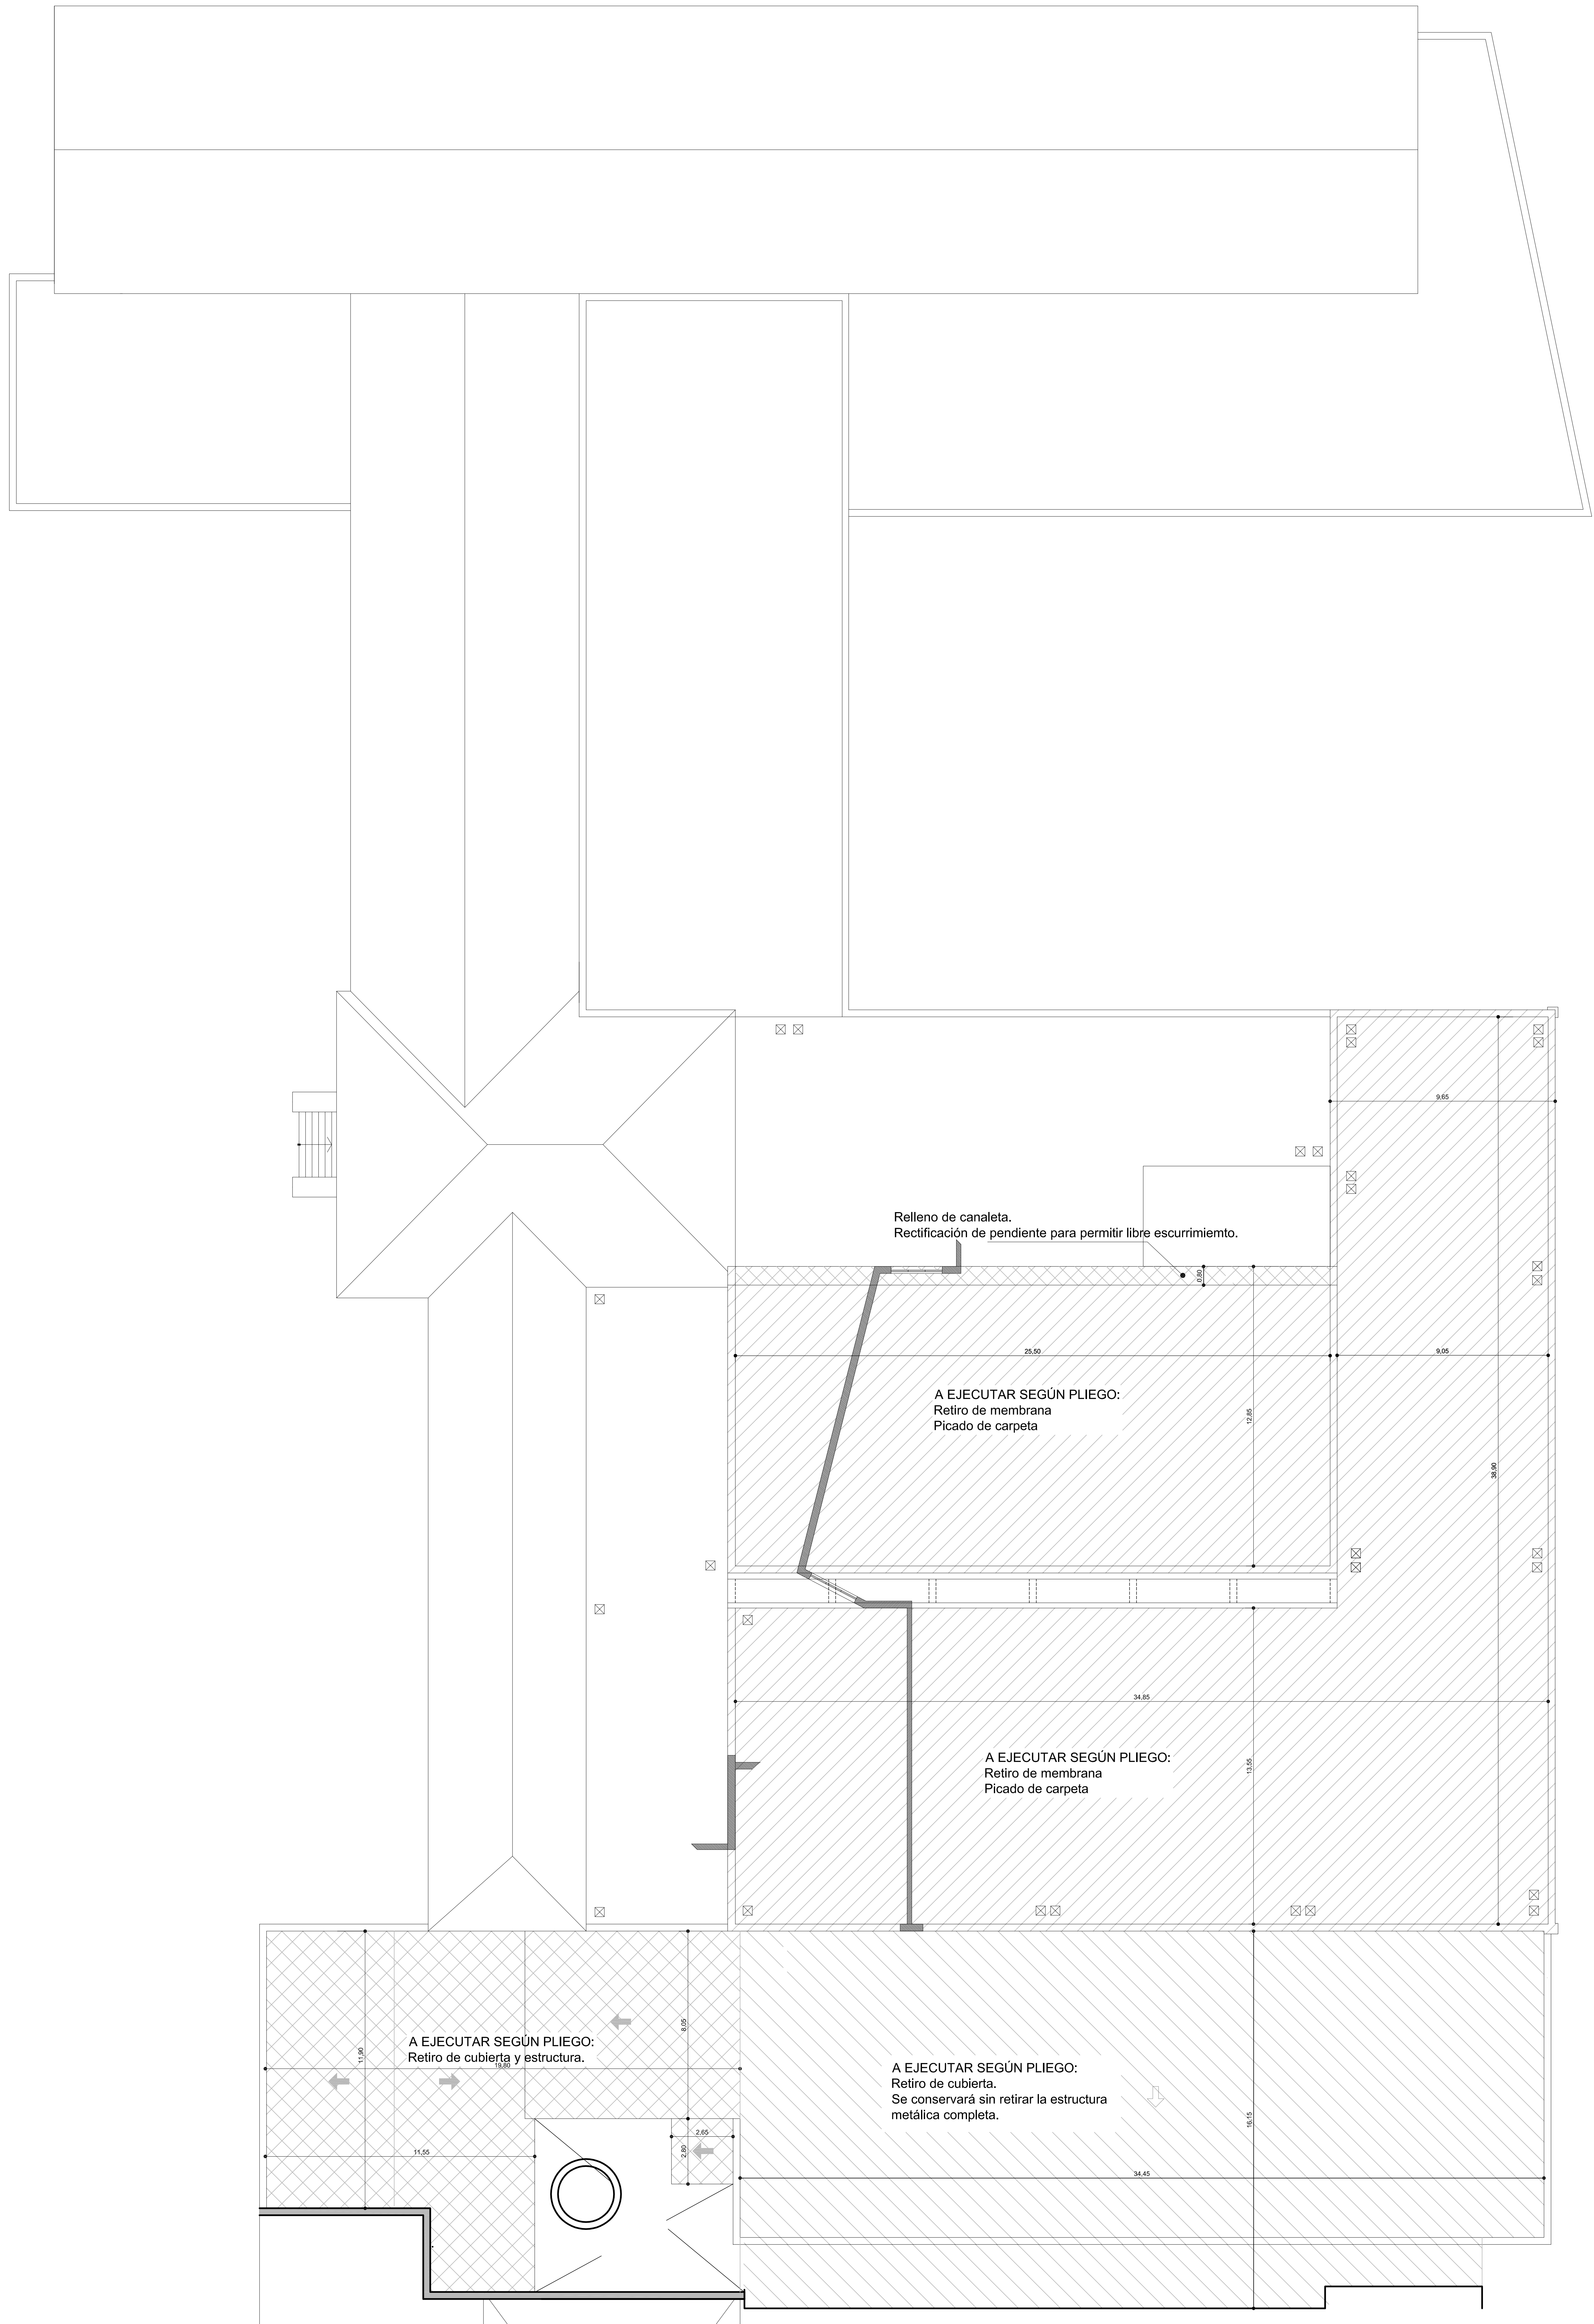 9,65
Relleno de canaleta.
Rectificación de pendiente para permitir libre escurrimiemto.
0.80
25,50
9,05
A EJECUTAR SEGÚN PLIEGO:
Retiro de membrana
Picado de carpeta
12,85
38,90
34,85
A EJECUTAR SEGÚN PLIEGO:
Retiro de membrana
Picado de carpeta
13,55
8,05
A EJECUTAR SEGÚN PLIEGO:
Retiro de cubierta y estructura.
11,90
19,80
A EJECUTAR SEGÚN PLIEGO:
Retiro de cubierta.
Se conservará sin retirar la estructura
metálica completa.
16,15
2,65
2,80
11,55
34,45